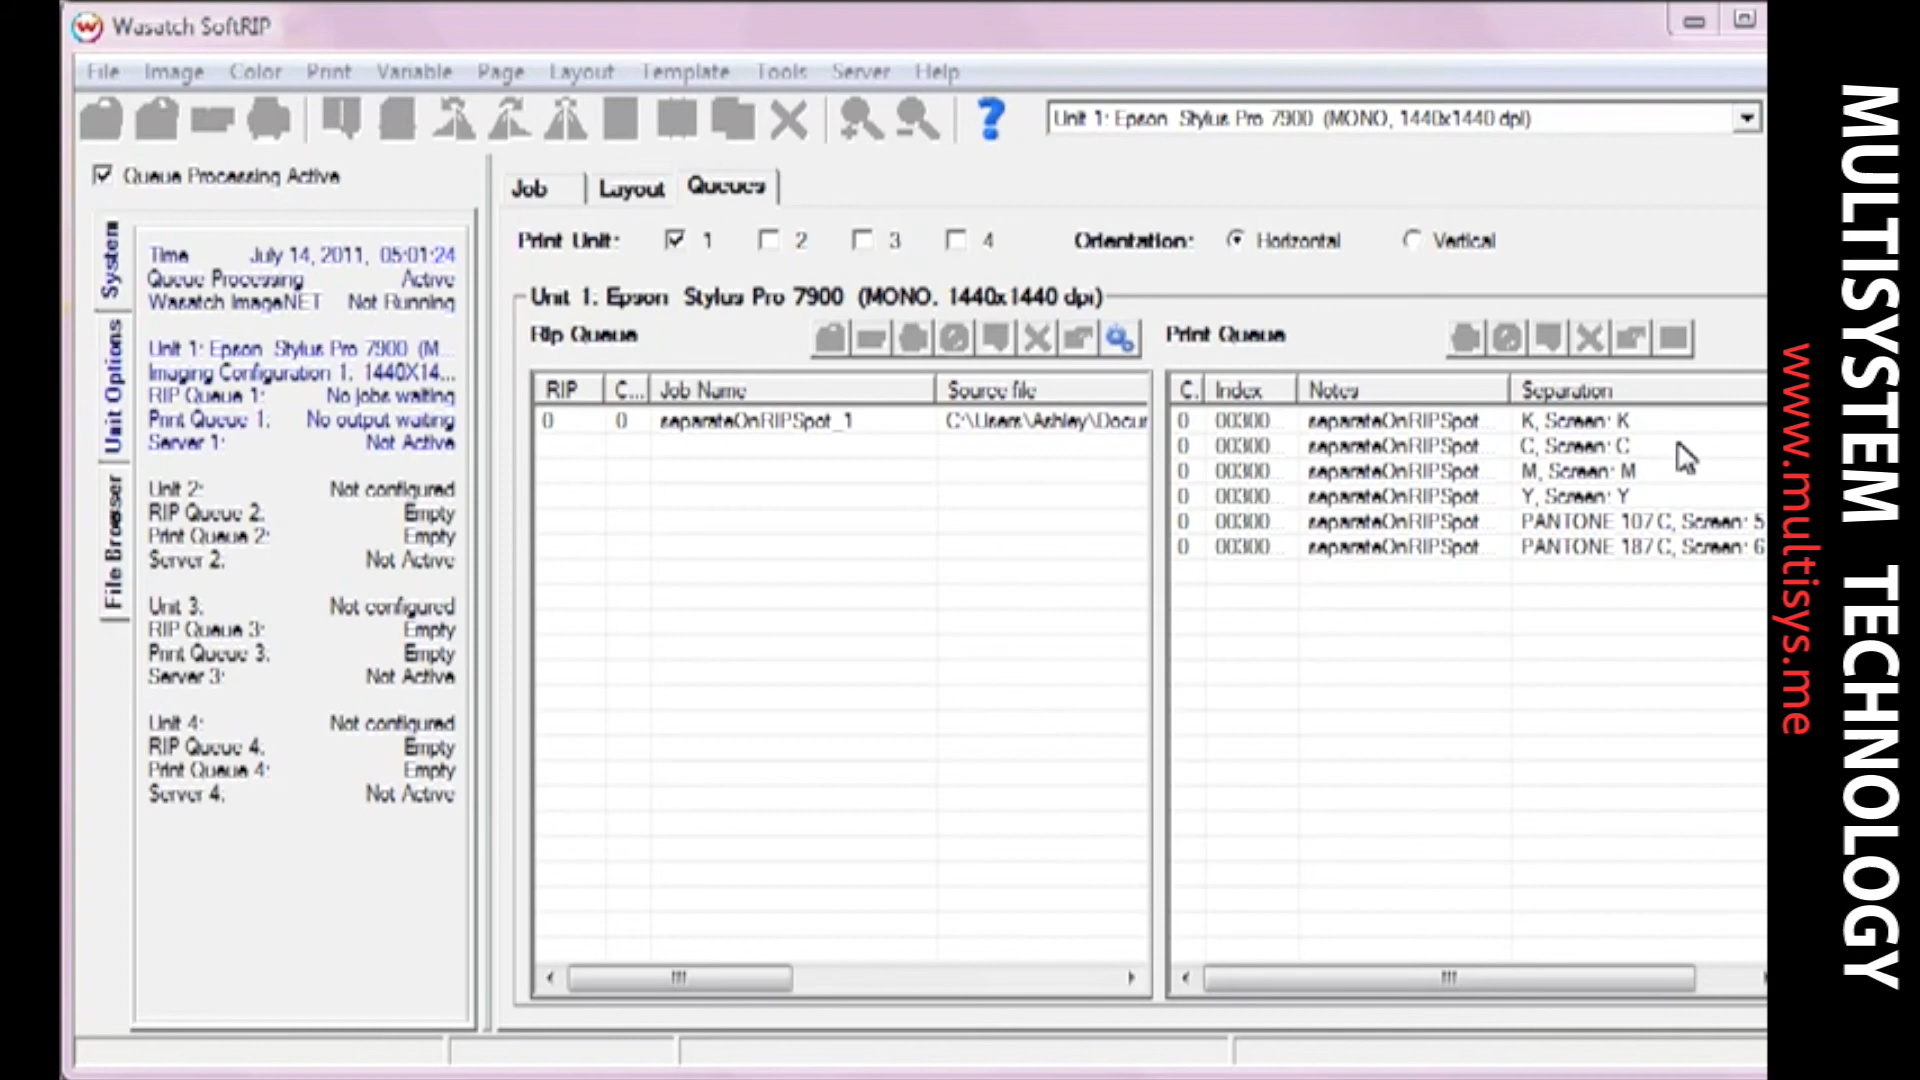 Wasatch SoftRIP
File Image Color Print Variable Page Layout Template Tools Server Help
Unit 1: Epson Stylus Pro 7900 (MONO, 1440x1440 dpi)
Queue Processing Active
System
Unit Options
File Browser
Time July 14, 2011, 05:01:24
Queue Processing Active
Wasatch ImageNET Not Running
Unit 1: Epson Stylus Pro 7900 (M...
Imaging Configuration 1, 1440X14...
RIP Queue 1: No jobs waiting
Print Queue 1: No output waiting
Server 1: Not Active
Unit 2: Not configured
RIP Queue 2: Empty
Print Queue 2: Empty
Server 2: Not Active
Unit 3: Not configured
RIP Queue 3: Empty
Print Queue 3: Empty
Server 3: Not Active
Unit 4: Not configured
RIP Queue 4: Empty
Print Queue 4: Empty
Server 4: Not Active
Job Layout Queues
Print Unit: 1 2 3 4 Orientation: Horizontal Vertical
Unit 1. Epson Stylus Pro 7900 (MONO, 1440x1440 dpi)
Rip Queue
RIP C... Job Name Source file
0 0 separateOnRIPSpot_1 C:\Users\Ashley\Docur
Print Queue
C. Index Notes Separation
0 00300... separateOnRIPSpot... K, Screen: K
0 00300... separateOnRIPSpot... C, Screen: C
0 00300... separateOnRIPSpot... M, Screen: M
0 00300... separateOnRIPSpot... Y, Screen: Y
0 00300... separateOnRIPSpot... PANTONE 107 C, Screen: 5
0 00300... separateOnRIPSpot... PANTONE 187 C, Screen: 6
MULTISYSTEM TECHNOLOGY
www.multisys.me